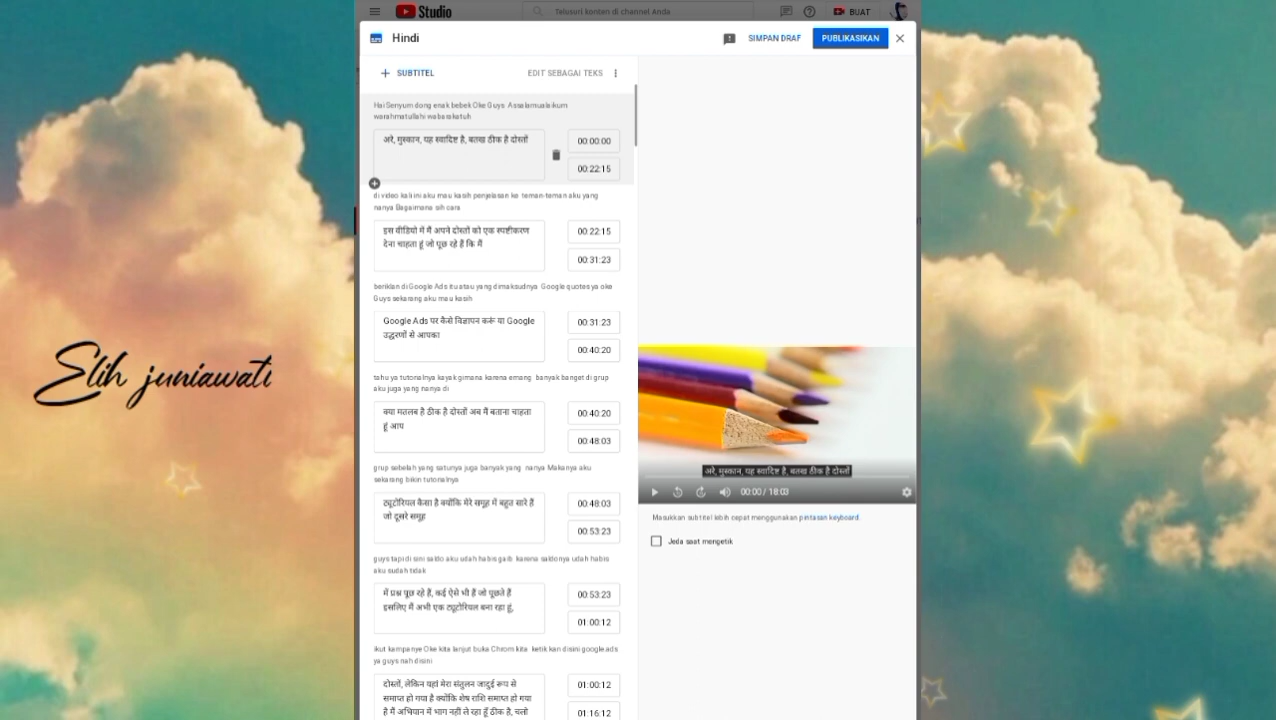 Studio
Telusuri konten di channel Anda
BUAT
Hindi
SIMPAN DRAF
PUBLIKASIKAN
+ SUBTITEL
EDIT SEBAGAI TEKS
Hai Senyum dong enak bebek Oke Guys Assalamualaikum
warahmatullahi wabarakatuh
अरे, मुस्कान, यह स्वादिष्ट है, बतख ठीक है दोस्तों
00:00:00
00:22:15
di video kali ini aku mau kasih penjelasan ke teman-teman aku yang
nanya Bagaimana sih cara
इस वीडियो में मैं अपने दोस्तों को एक स्पष्टीकरण
देना चाहता हूं जो पूछ रहे हैं कि मैं
00:22:15
00:31:23
beriklan di Google Ads itu atau yang dimaksudnya Google quotes ya oke
Guys sekarang aku mau kasih
Google Ads पर कैसे विज्ञापन करूं या Google
उद्धरणों से आपका
00:31:23
00:40:20
tahu ya tutorialnya kayak gimana karena emang banyak banget di grup
aku juga yang nanya di
क्या मतलब है ठीक है दोस्तों अब मैं बताना चाहता
हूं आप
00:40:20
00:48:03
grup sebelah yang satunya juga banyak yang nanya Makanya aku
sekarang bikin tutorialnya
ट्यूटोरियल कैसा है क्योंकि मेरे समूह में बहुत सारे हैं
जो दूसरे समूह
00:48:03
00:53:23
guys tapi di sini saldo aku udah habis gaib karena saldonya udah habis
aku sudah tidak
में प्रश्न पूछ रहे हैं, कई ऐसे भी हैं जो पूछते हैं
इसलिए मैं अभी एक ट्यूटोरियल बना रहा हूं,
00:53:23
01:00:12
ikut kampanye Oke kita lanjut buka Chrom kita ketik kan disini google.ads
ya guys nah disini
दोस्तों, लेकिन यहां मेरा संतुलन जादुई रूप से
समाप्त हो गया है क्योंकि शेष राशि समाप्त हो गया
है मैं अभियान में भाग नहीं ले रहा हूँ ठीक है, चलो
01:00:12
01:16:12
अरे, मुस्कान, यह स्वादिष्ट है, बतख ठीक है दोस्तों
00:00 / 18:03
Masukkan subtitel lebih cepat menggunakan pintasan keyboard.
Jeda saat mengetik
Elih juniawati